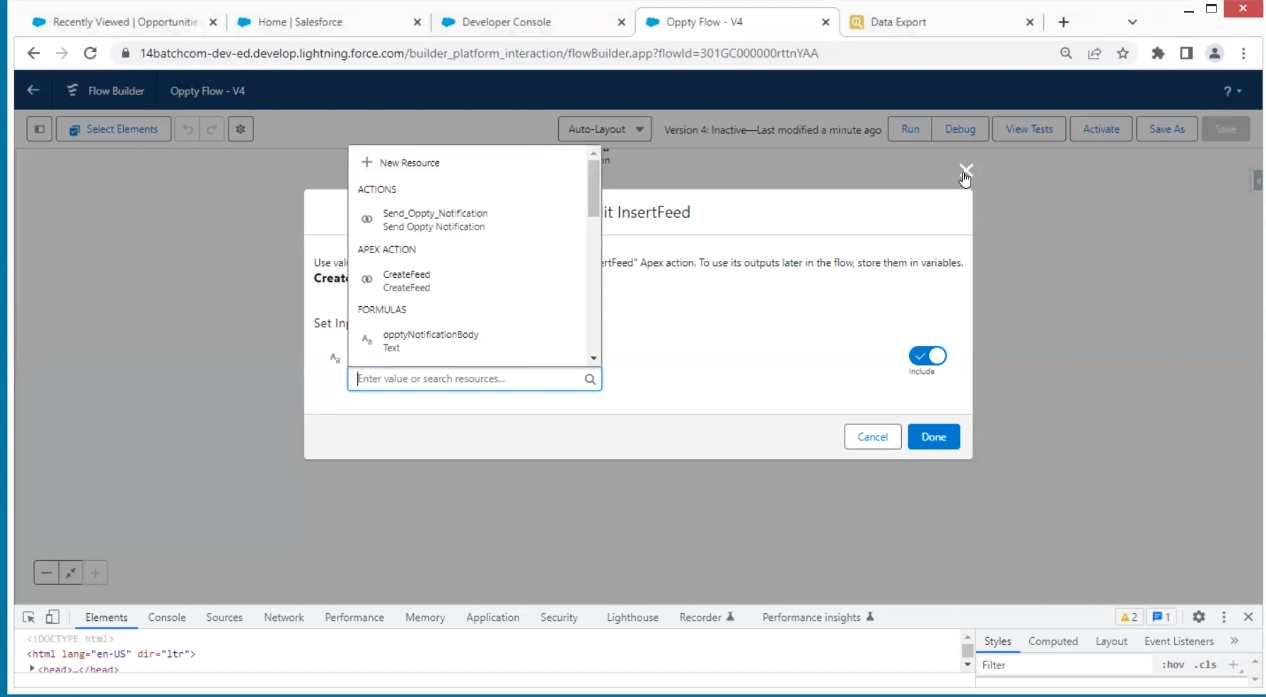 Recently Viewed | Opportunitie
Home | Salesforce
Developer Console
Oppty Flow - V4
Data Export
14batchcom-dev-ed.develop.lightning.force.com/builder_platform_interaction/flowBuilder.app?flowId=301GC000000rttnYAA
Flow Builder
Oppty Flow - V4
?
Select Elements
Auto-Layout
Version 4: Inactive—Last modified a minute ago
Run
Debug
View Tests
Activate
Save As
Save
New Resource
ACTIONS
Send_Oppty_Notification
Send Oppty Notification
APEX ACTION
CreateFeed
CreateFeed
FORMULAS
opptyNotificationBody
Text
Enter value or search resources...
it InsertFeed
Use val
ertFeed" Apex action. To use its outputs later in the flow, store them in variables.
Create
Set In
Aa
Include
Cancel
Done
Elements
Console
Sources
Network
Performance
Memory
Application
Security
Lighthouse
Recorder
Performance insights
2
1
<!DOCTYPE html>
<html lang="en-US" dir="ltr">
<head>…</head>
Styles
Computed
Layout
Event Listeners
Filter
:hov
.cls